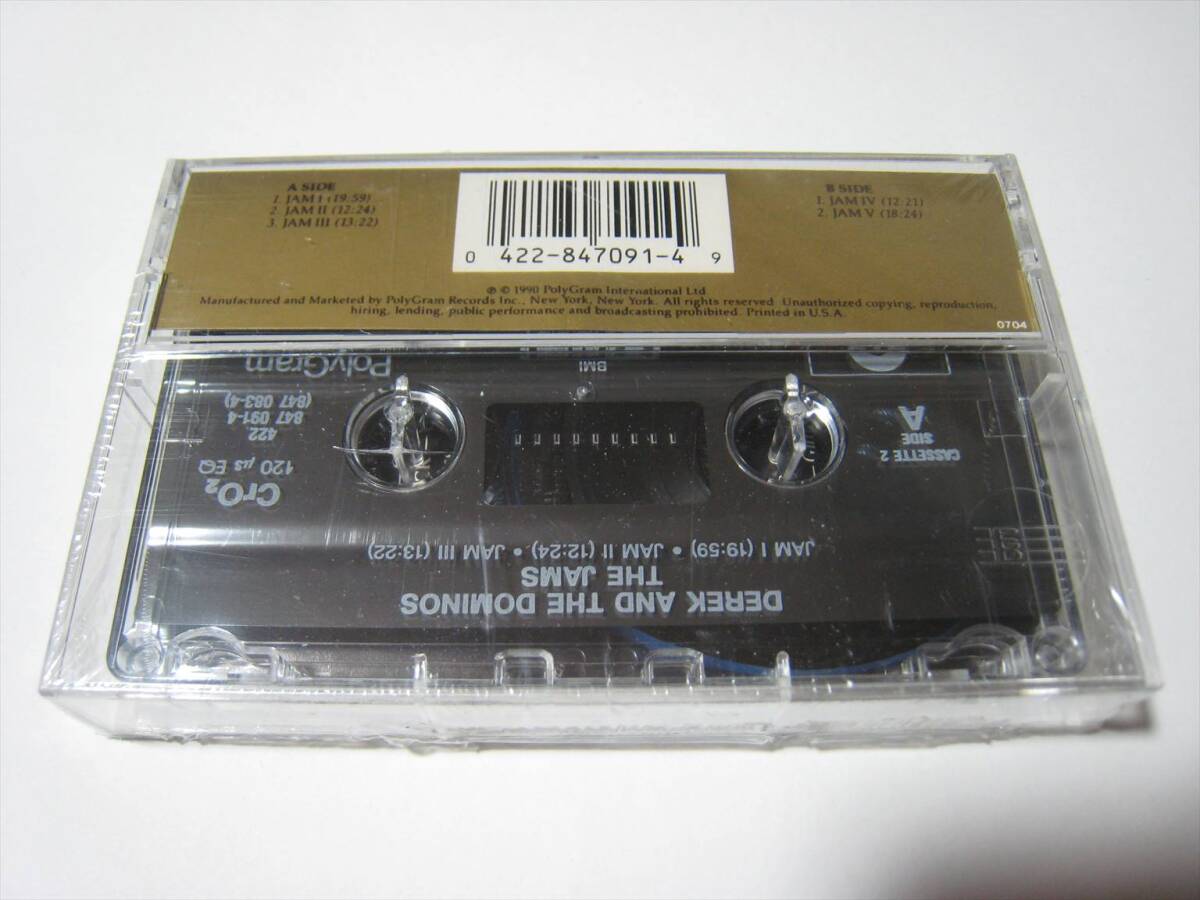 A SIDE
1. JAM I (19:59)
2. JAM II (12:24)
3. JAM III (13:22)
B SIDE
1. JAM IV (12:21)
2. JAM V (18:24)
0 422-847091-4 9
℗ © 1990 PolyGram International Ltd
Manufactured and Marketed by PolyGram Records Inc., New York, New York. All rights reserved. Unauthorized copying, reproduction,
hiring, lending, public performance and broadcasting prohibited. Printed in U.S.A.
0704
DEREK AND THE DOMINOS
THE JAMS
JAM I (19:59) • JAM II (12:24) • JAM III (13:22)
CASSETTE 2
SIDE
A
CrO2
120 µs EQ
422
847 091-4
(847 083-4)
BMI
PolyGram